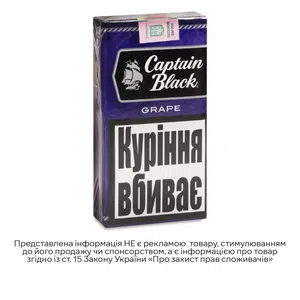 Captain
Black
GRAPE
Куріння
вбиває
Представлена інформація НЕ є рекламою товару, стимулюванням
до його продажу чи спонсорством, а є інформацією про товар
згідно із ст. 15 Закону України «Про захист прав споживачів»